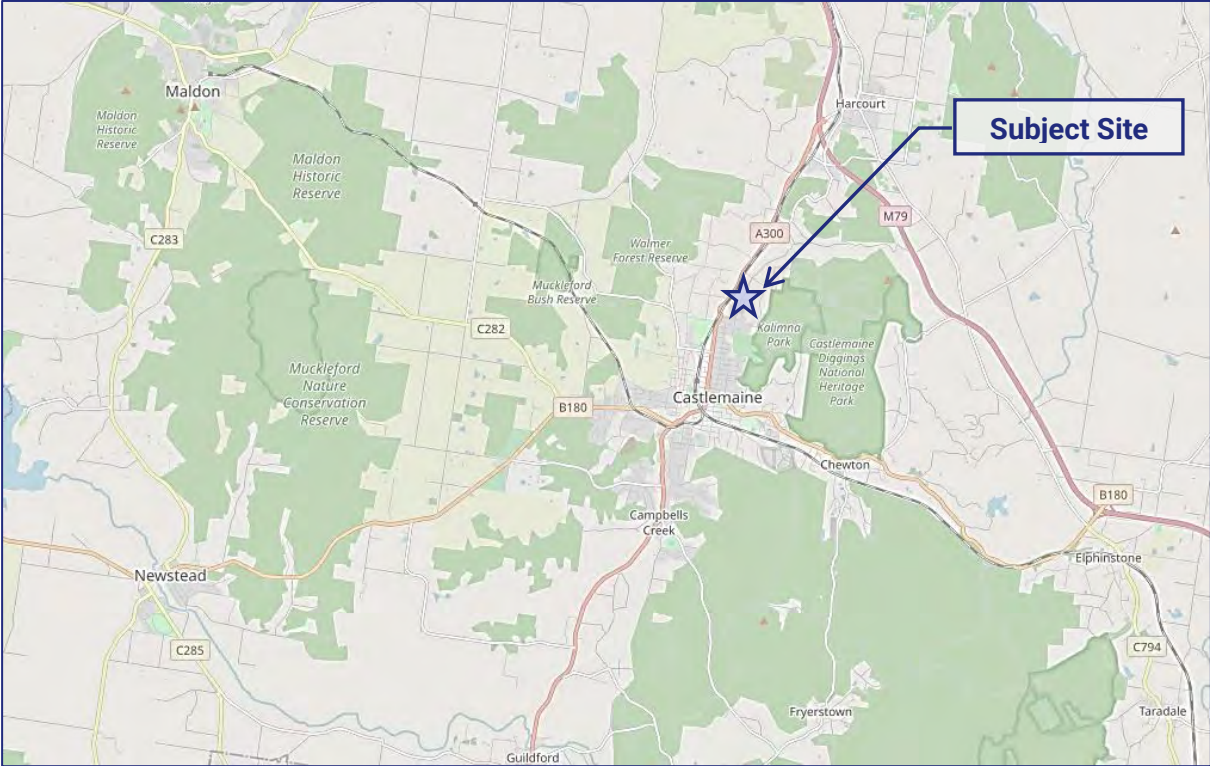 Maldon
Harcourt
Subject Site
Maldon
Historic
Reserve
Maldon
Historic
Reserve
M79
C283
A300
Walmer
Forest Reserve
Muckleford
Bush Reserve
C282
Kalimna
Park
Castlemaine
Diggings
National
Heritage
Park
Muckleford
Nature
Conservation
Reserve
B180
Castlemaine
Chewton
B180
Campbells
Creek
Elphinstone
Newstead
C285
C794
Fryerstown
Taradale
Guildford